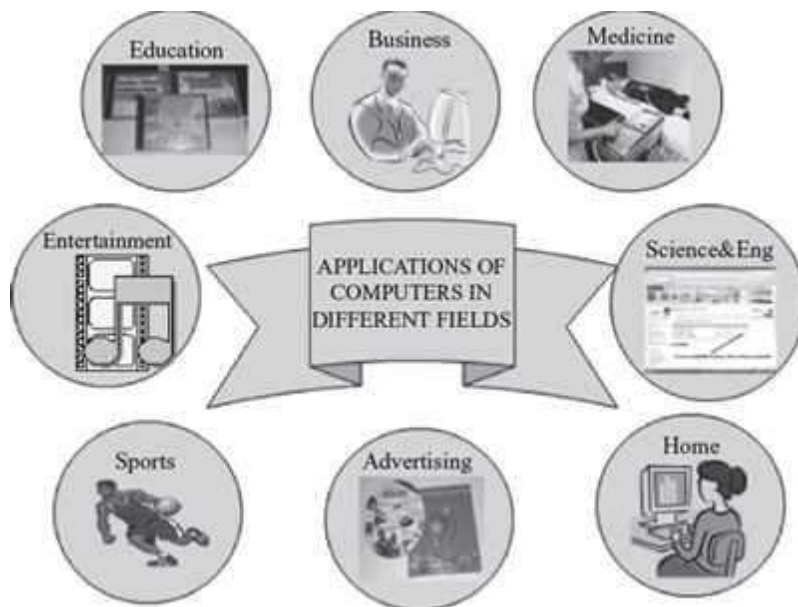 Education
Business
Medicine
Entertainment
APPLICATIONS OF
COMPUTERS IN
DIFFERENT FIELDS
Science&Eng
Sports
Advertising
Home